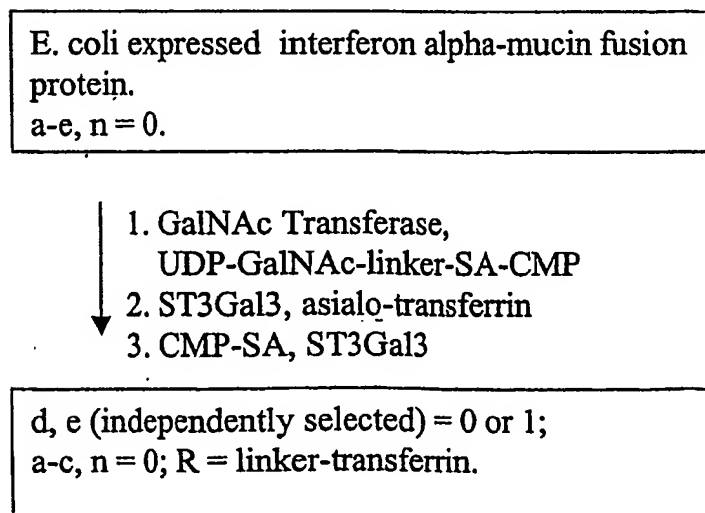 E. coli expressed interferon alpha-mucin fusion
protein.
a-e, n = 0.
1. GalNAc Transferase,
UDP-GalNAc-linker-SA-CMP
2. ST3Gal3, asialo-transferrin
3. CMP-SA, ST3Gal3
d, e (independently selected) = 0 or 1;
a-c, n = 0; R = linker-transferrin.